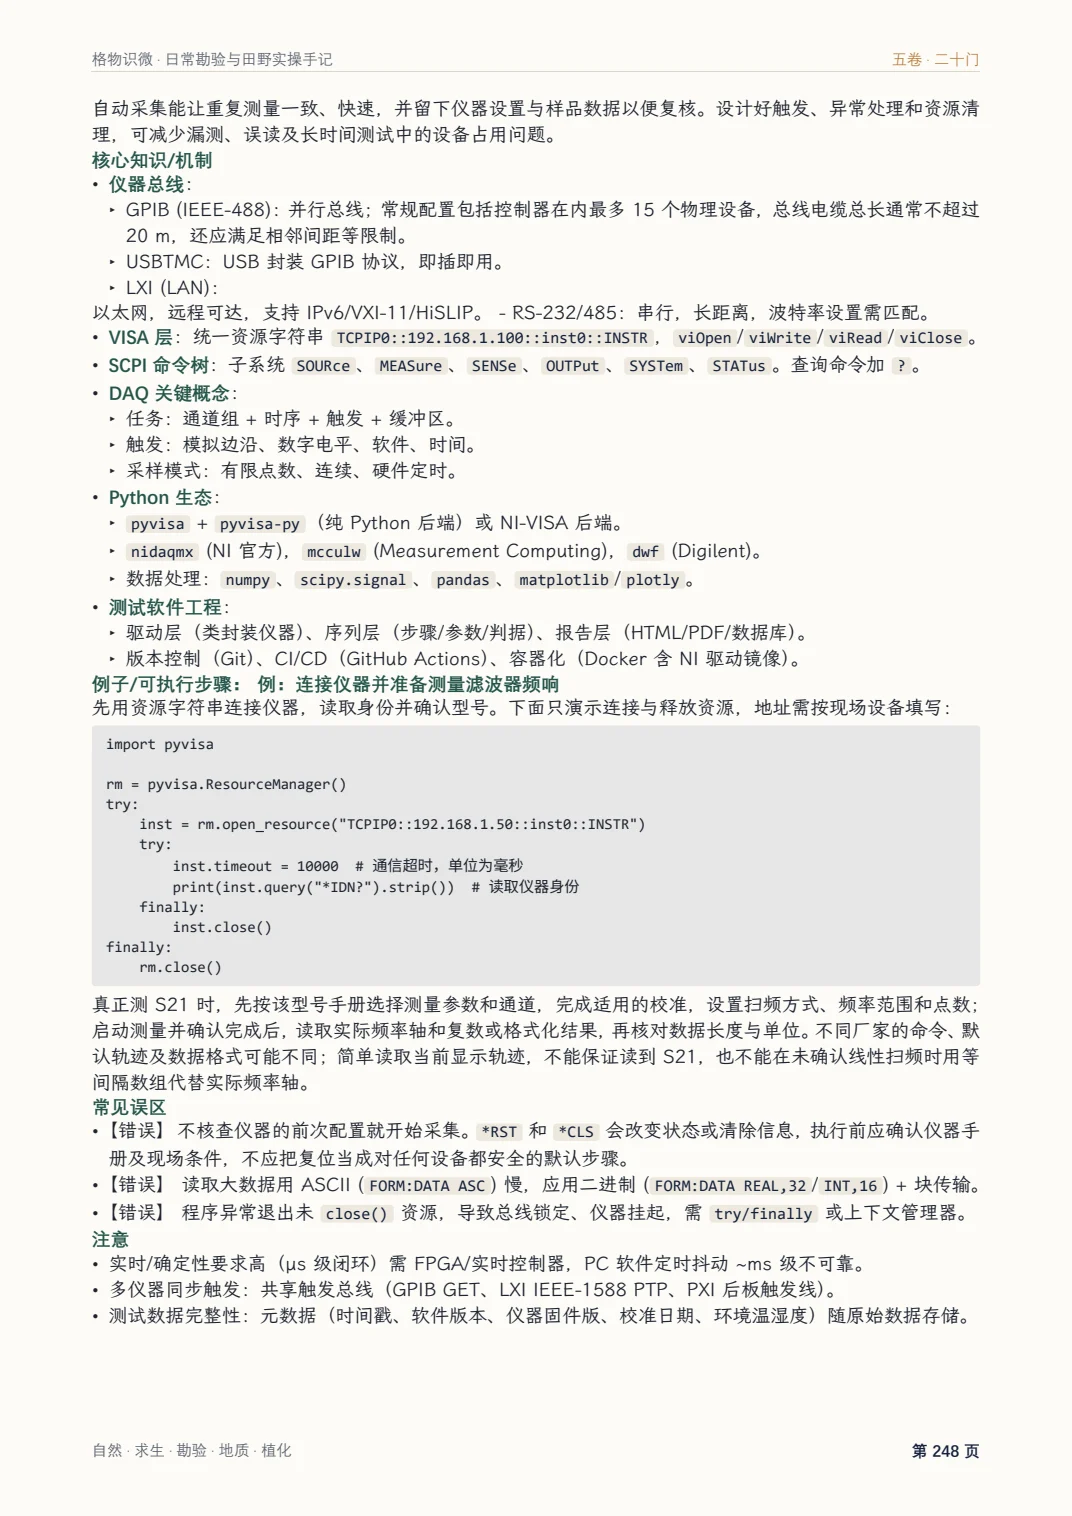 格物识微 · 日常勘验与田野实操手记
五卷 · 二十门
自动采集能让重复测量一致、快速，并留下仪器设置与样品数据以便复核。设计好触发、异常处理和资源清
理，可减少漏测、误读及长时间测试中的设备占用问题。
核心知识/机制
• 仪器总线：
‣ GPIB (IEEE-488)：并行总线；常规配置包括控制器在内最多 15 个物理设备，总线电缆总长通常不超过
20 m，还应满足相邻间距等限制。
‣ USBTMC：USB 封装 GPIB 协议，即插即用。
‣ LXI (LAN)：
以太网，远程可达，支持 IPv6/VXI-11/HiSLIP。 - RS-232/485：串行，长距离，波特率设置需匹配。
• VISA 层：统一资源字符串 TCPIP0::192.168.1.100::inst0::INSTR，viOpen/viWrite/viRead/viClose。
• SCPI 命令树：子系统 SOURce、MEASure、SENSe、OUTPut、SYSTem、STATus。查询命令加 ?。
• DAQ 关键概念：
‣ 任务：通道组 + 时序 + 触发 + 缓冲区。
‣ 触发：模拟边沿、数字电平、软件、时间。
‣ 采样模式：有限点数、连续、硬件定时。
• Python 生态：
‣ pyvisa + pyvisa-py（纯 Python 后端）或 NI-VISA 后端。
‣ nidaqmx (NI 官方)，mcculw (Measurement Computing)，dwf (Digilent)。
‣ 数据处理：numpy、scipy.signal、pandas、matplotlib/plotly。
• 测试软件工程：
‣ 驱动层（类封装仪器）、序列层（步骤/参数/判据）、报告层（HTML/PDF/数据库）。
‣ 版本控制（Git）、CI/CD（GitHub Actions）、容器化（Docker 含 NI 驱动镜像）。
例子/可执行步骤： 例：连接仪器并准备测量滤波器频响
先用资源字符串连接仪器，读取身份并确认型号。下面只演示连接与释放资源，地址需按现场设备填写：
import pyvisa
rm = pyvisa.ResourceManager()
try:
    inst = rm.open_resource("TCPIP0::192.168.1.50::inst0::INSTR")
    try:
        inst.timeout = 10000  # 通信超时，单位为毫秒
        print(inst.query("*IDN?").strip())  # 读取仪器身份
    finally:
        inst.close()
finally:
    rm.close()
真正测 S21 时，先按该型号手册选择测量参数和通道，完成适用的校准，设置扫频方式、频率范围和点数；
启动测量并确认完成后，读取实际频率轴和复数或格式化结果，再核对数据长度与单位。不同厂家的命令、默
认轨迹及数据格式可能不同；简单读取当前显示轨迹，不能保证读到 S21，也不能在未确认线性扫频时用等
间隔数组代替实际频率轴。
常见误区
•【错误】 不核查仪器的前次配置就开始采集。*RST 和 *CLS 会改变状态或清除信息，执行前应确认仪器手
册及现场条件，不应把复位当成对任何设备都安全的默认步骤。
•【错误】 读取大数据用 ASCII (FORM:DATA ASC) 慢，应用二进制 (FORM:DATA REAL,32/INT,16) + 块传输。
•【错误】 程序异常退出未 close() 资源，导致总线锁定、仪器挂起，需 try/finally 或上下文管理器。
注意
• 实时/确定性要求高（μs 级闭环）需 FPGA/实时控制器，PC 软件定时抖动 ~ms 级不可靠。
• 多仪器同步触发：共享触发总线（GPIB GET、LXI IEEE-1588 PTP、PXI 后板触发线）。
• 测试数据完整性：元数据（时间戳、软件版本、仪器固件版、校准日期、环境温湿度）随原始数据存储。
自然 · 求生 · 勘验 · 地质 · 植化
第 248 页